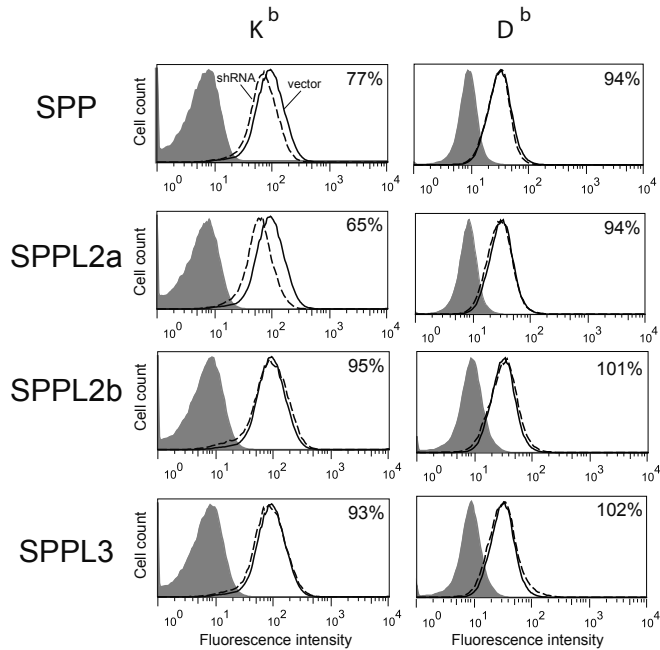 K^b D^b
SPP
Cell count
shRNA
vector
77%
94%
10^0 10^1 10^2 10^3 10^4 10^0 10^1 10^2 10^3 10^4
SPPL2a
Cell count
65%
94%
10^0 10^1 10^2 10^3 10^4 10^0 10^1 10^2 10^3 10^4
SPPL2b
Cell count
95%
101%
10^0 10^1 10^2 10^3 10^4 10^0 10^1 10^2 10^3 10^4
SPPL3
Cell count
93%
102%
10^0 10^1 10^2 10^3 10^4 10^0 10^1 10^2 10^3 10^4
Fluorescence intensity Fluorescence intensity